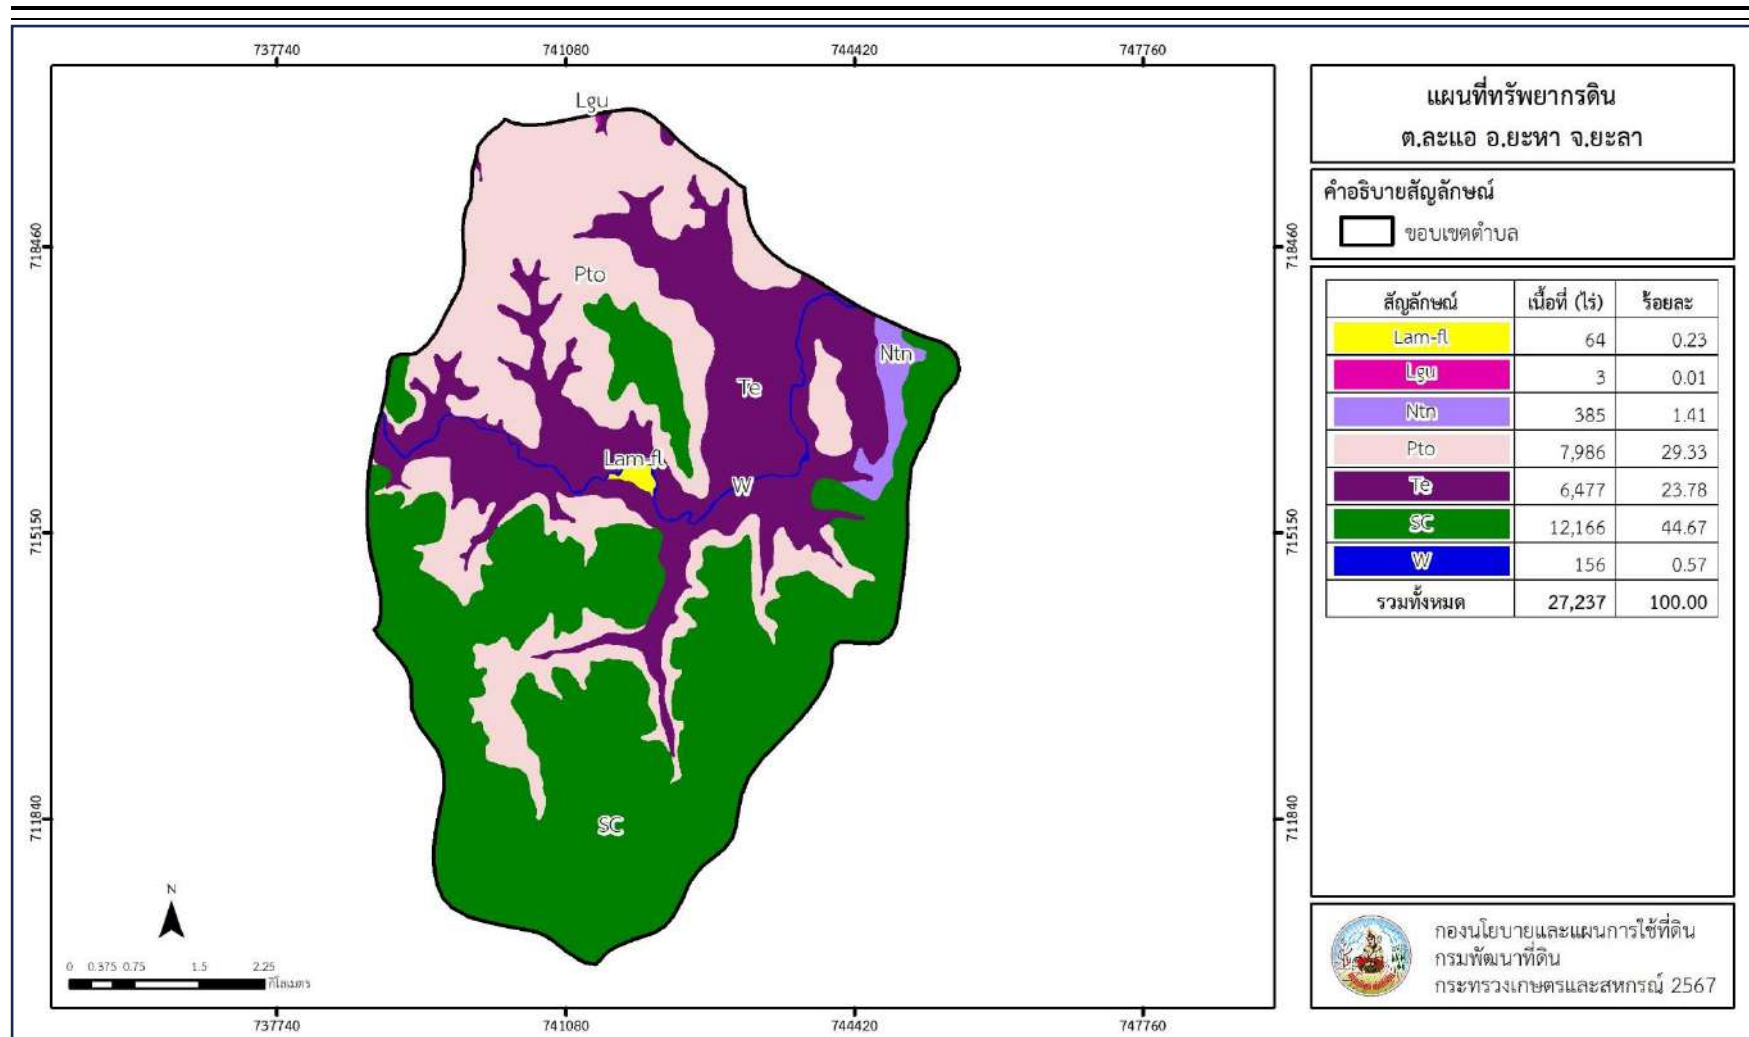 737740 741080 744420 747760
แผนที่ทรัพยากรดิน
ต.ละแอ อ.ยะหา จ.ยะลา
คำอธิบายสัญลักษณ์
ขอบเขตตำบล
สัญลักษณ์ เนื้อที่ (ไร่) ร้อยละ
Lam-fl 64 0.23
Lgu 3 0.01
Ntn 385 1.41
Pto 7,986 29.33
Te 6,477 23.78
SC 12,166 44.67
W 156 0.57
รวมทั้งหมด 27,237 100.00
Lgu
718460 718460
Pto
Ntn
Te
Lam-fl
W
715150 715150
711840 711840
SC
N
0 0.375 0.75 1.5 2.25
กิโลเมตร
737740 741080 744420 747760
กองนโยบายและแผนการใช้ที่ดิน
กรมพัฒนาที่ดิน
กระทรวงเกษตรและสหกรณ์ 2567